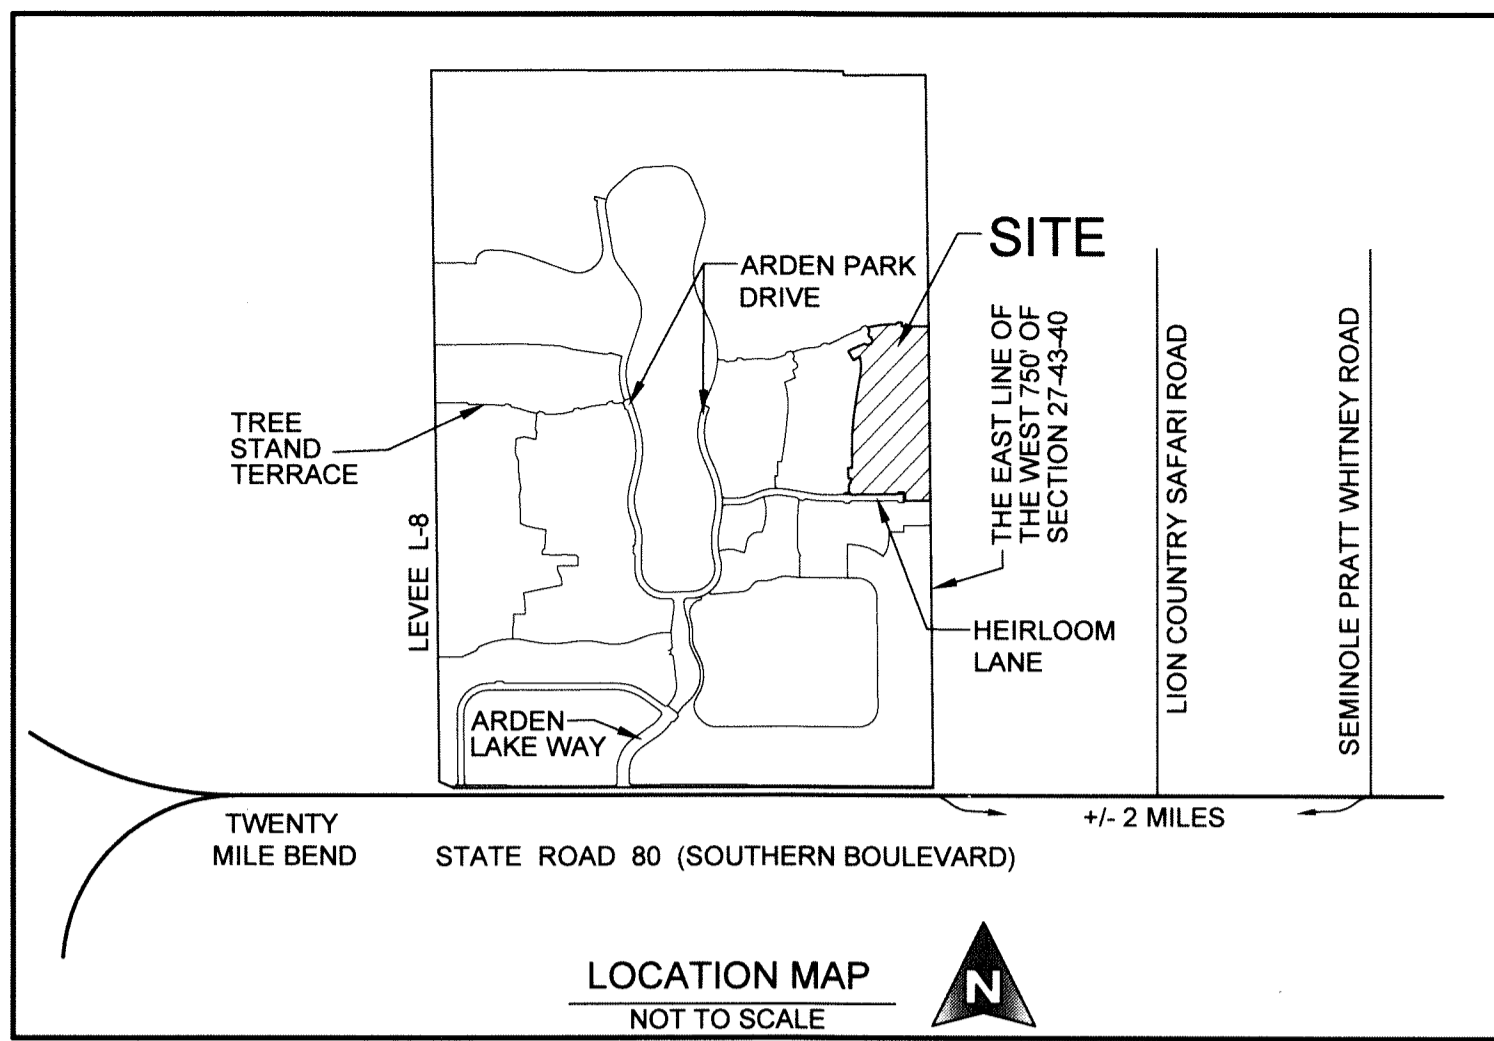 SITE
ARDEN PARK
DRIVE
THE EAST LINE OF
THE WEST 750' OF
SECTION 27-43-40
LION COUNTRY SAFARI ROAD
SEMINOLE PRATT WHITNEY ROAD
TREE
STAND
TERRACE
LEVEE L-8
HEIRLOOM
LANE
ARDEN
LAKE WAY
TWENTY
MILE BEND
+/- 2 MILES
STATE ROAD 80 (SOUTHERN BOULEVARD)
LOCATION MAP
NOT TO SCALE
N